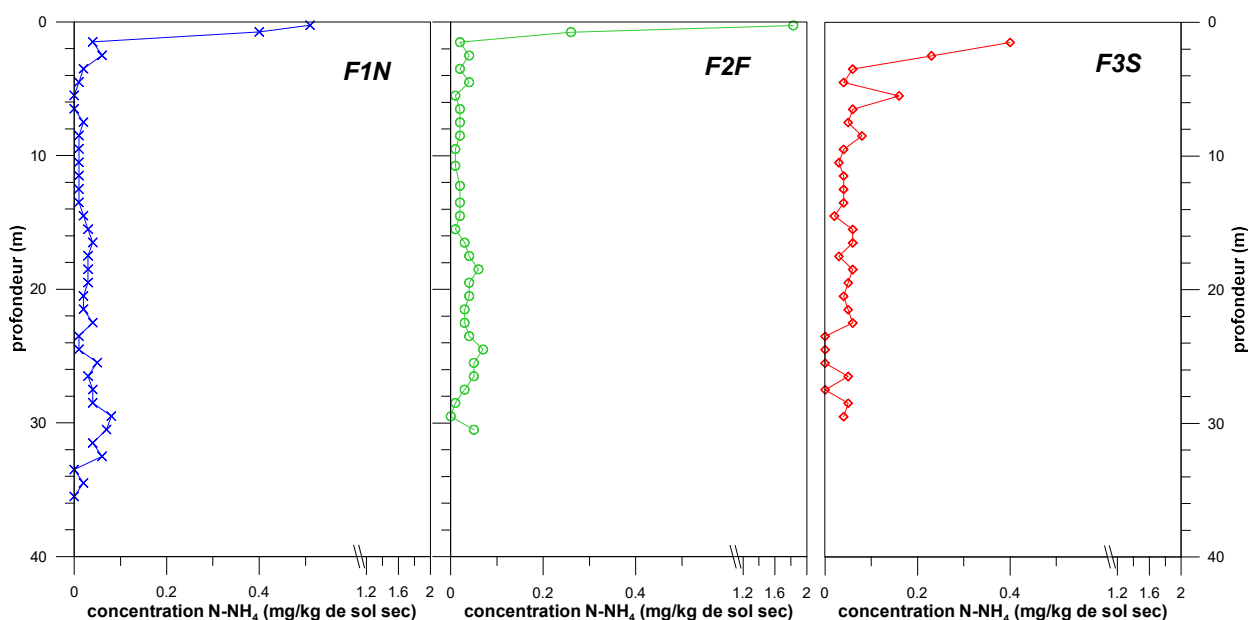 F1N
F2F
F3S
0
10
20
30
40
profondeur (m)
0
10
20
30
40
profondeur (m)
0 0.2 0.4 1.2 1.6 2
0 0.2 0.4 1.2 1.6 2
0 0.2 0.4 1.2 1.6 2
concentration N-NH₄ (mg/kg de sol sec)
concentration N-NH₄ (mg/kg de sol sec)
concentration N-NH₄ (mg/kg de sol sec)